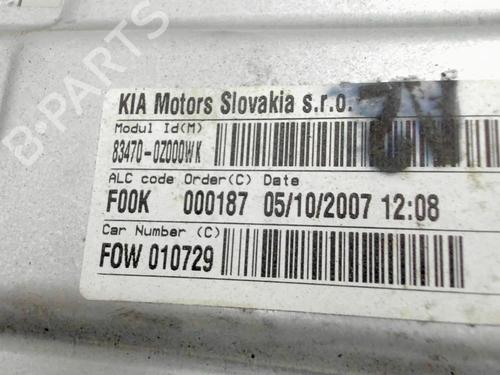 B-PARTS
KIA Motors Slovakia s.r.o.
Modul Id(M)
83470-0Z000WK
ALC code Order(C) Date
F00K 000187 05/10/2007 12:08
Car Number (C)
FOW 010729